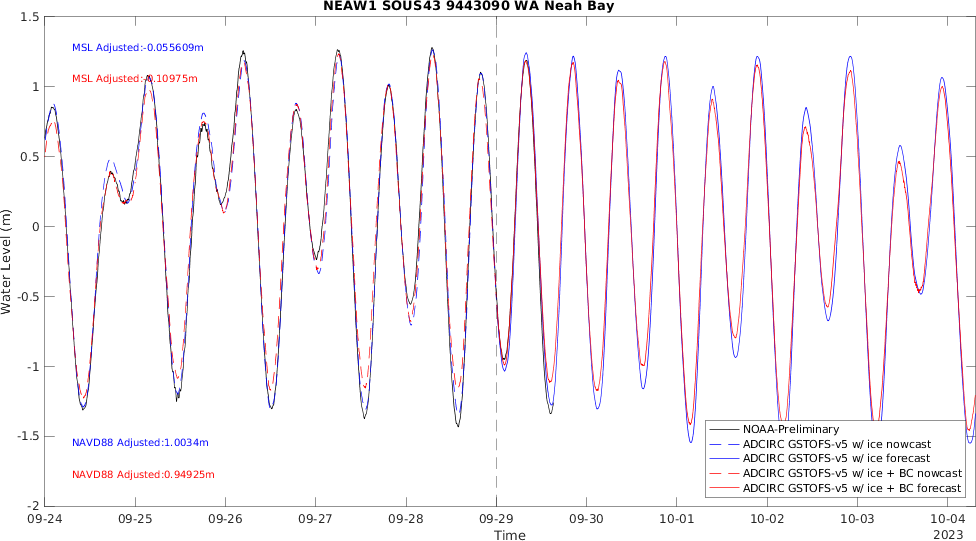 NEAW1 SOUS43 9443090 WA Neah Bay
1.5
1
0.5
0
-0.5
-1
-1.5
-2
Water Level (m)
MSL Adjusted:-0.055609m
MSL Adjusted:-0.10975m
NAVD88 Adjusted:1.0034m
NAVD88 Adjusted:0.94925m
NOAA-Preliminary
ADCIRC GSTOFS-v5 w/ ice nowcast
ADCIRC GSTOFS-v5 w/ ice forecast
ADCIRC GSTOFS-v5 w/ ice + BC nowcast
ADCIRC GSTOFS-v5 w/ ice + BC forecast
09-24 09-25 09-26 09-27 09-28 09-29 09-30 10-01 10-02 10-03 10-04
Time
2023